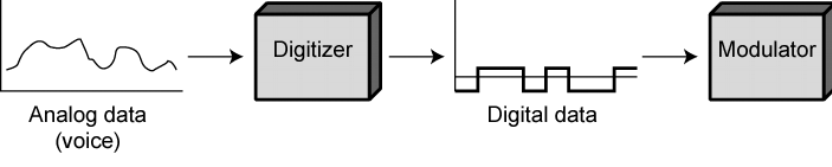 Analog data
(voice)
Digitizer
Digital data
Modulator